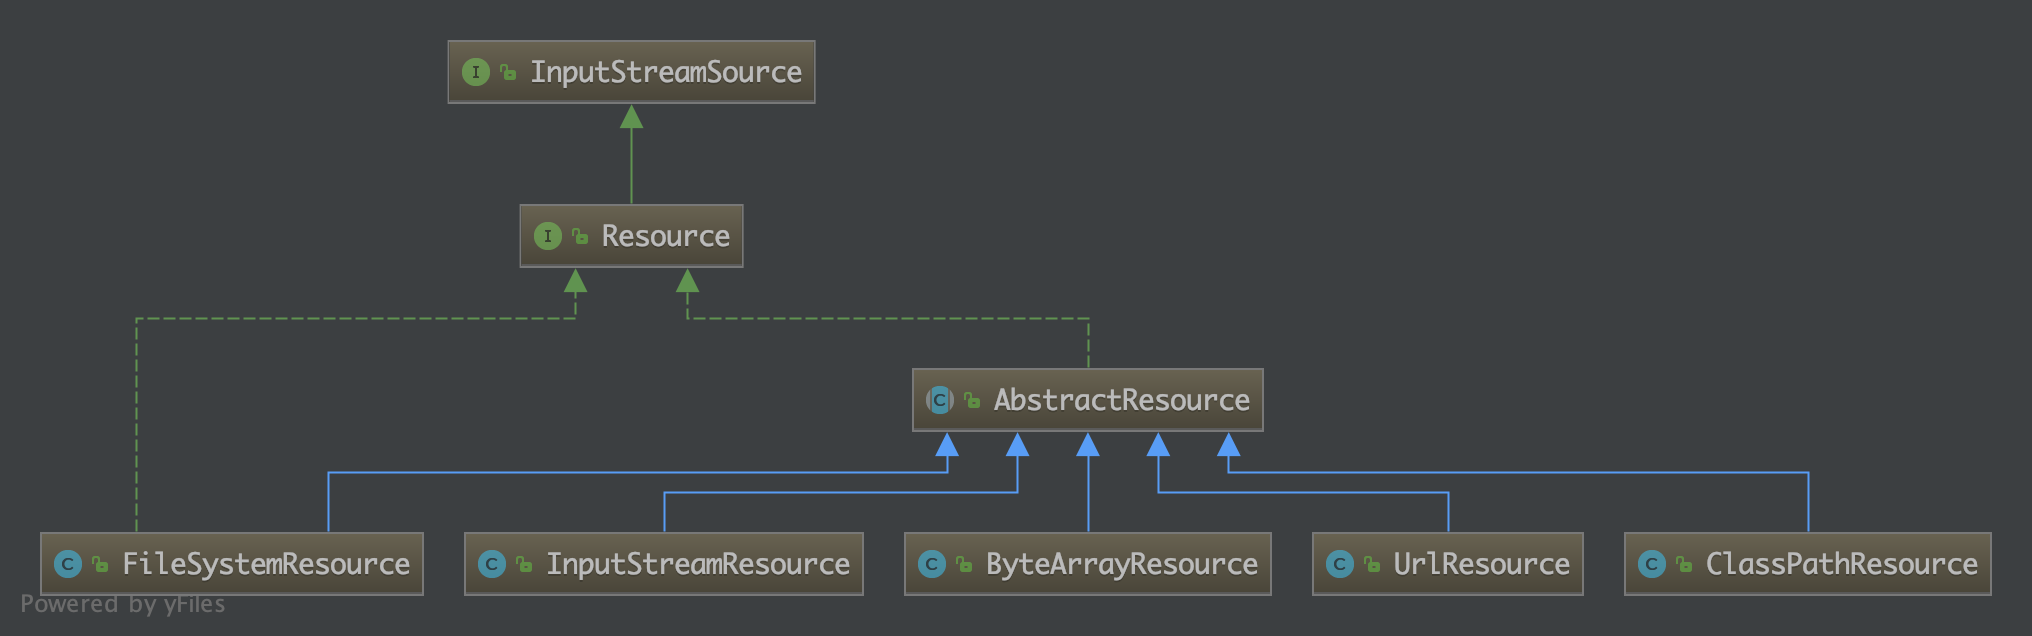 I InputStreamSource
I Resource
C AbstractResource
C FileSystemResource
C InputStreamResource
C ByteArrayResource
C UrlResource
C ClassPathResource
Powered by yFiles